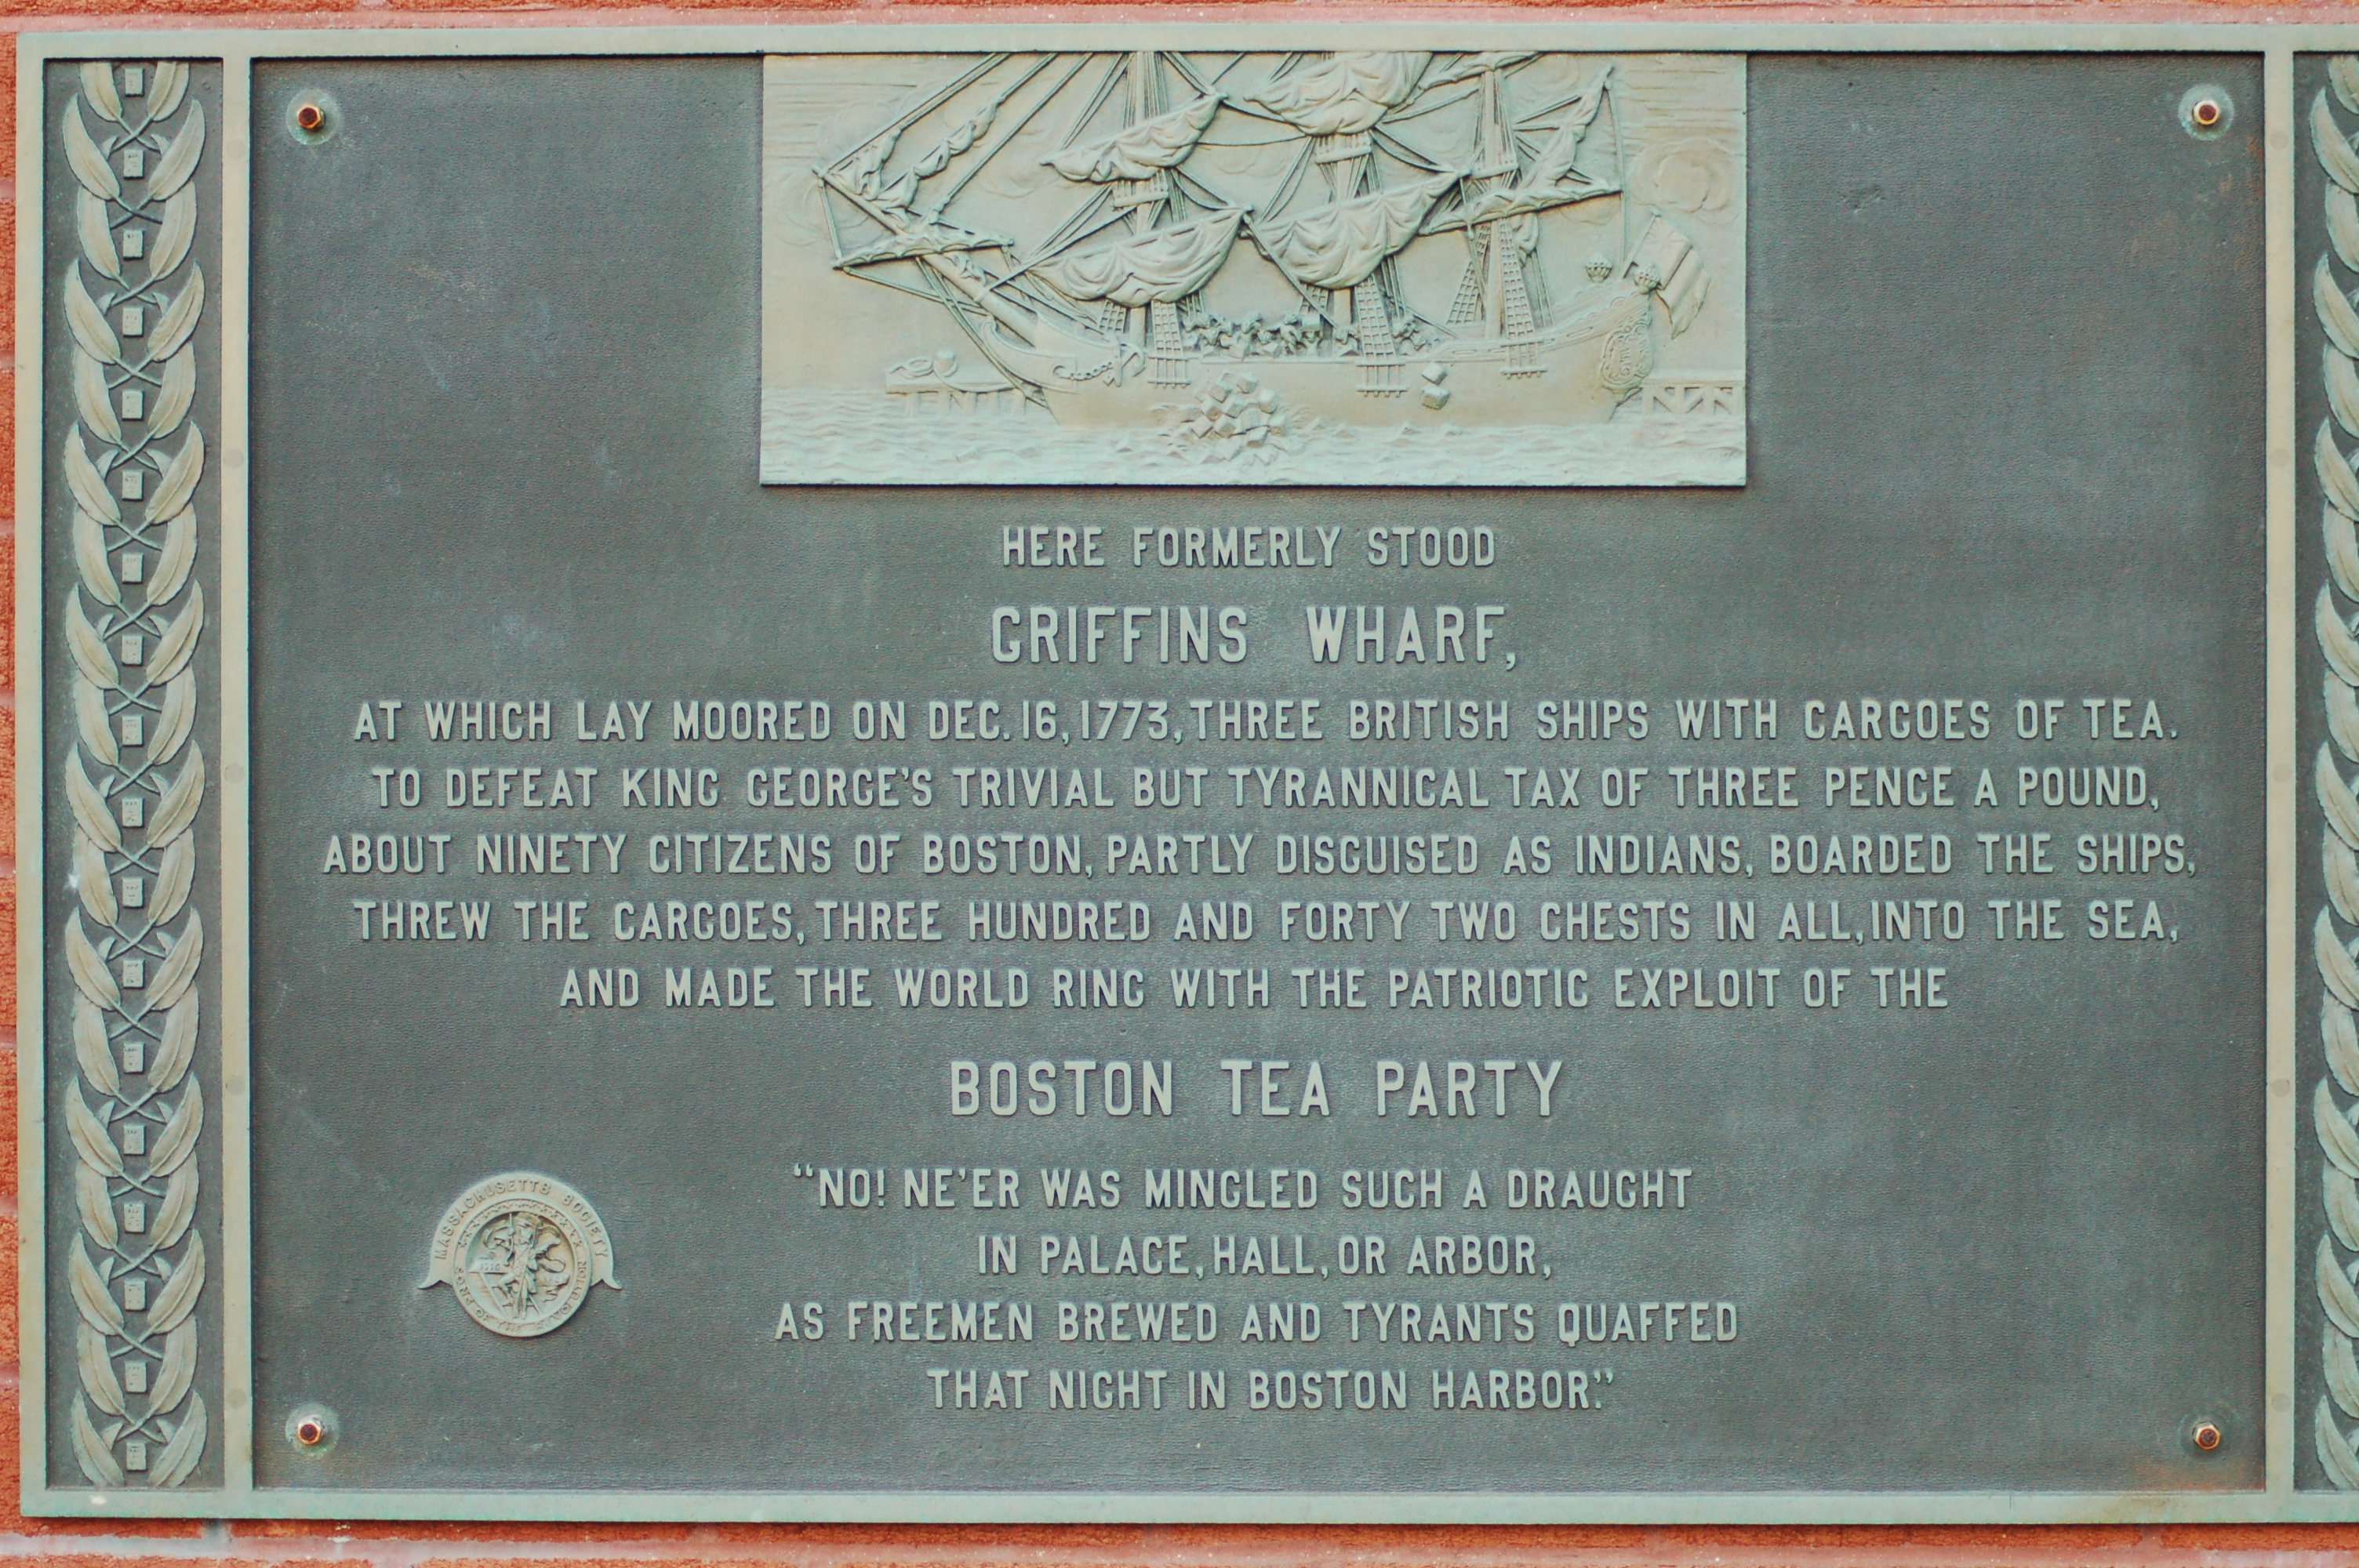 HERE FORMERLY STOOD
GRIFFINS WHARF,
AT WHICH LAY MOORED ON DEC. 16, 1773, THREE BRITISH SHIPS WITH CARGOES OF TEA.
TO DEFEAT KING GEORGE'S TRIVIAL BUT TYRANNICAL TAX OF THREE PENCE A POUND,
ABOUT NINETY CITIZENS OF BOSTON, PARTLY DISGUISED AS INDIANS, BOARDED THE SHIPS,
THREW THE CARGOES, THREE HUNDRED AND FORTY TWO CHESTS IN ALL, INTO THE SEA,
AND MADE THE WORLD RING WITH THE PATRIOTIC EXPLOIT OF THE
BOSTON TEA PARTY
"NO! NE'ER WAS MINGLED SUCH A DRAUGHT
IN PALACE, HALL, OR ARBOR,
AS FREEMEN BREWED AND TYRANTS QUAFFED
THAT NIGHT IN BOSTON HARBOR."
MASSACHUSETTS SOCIETY